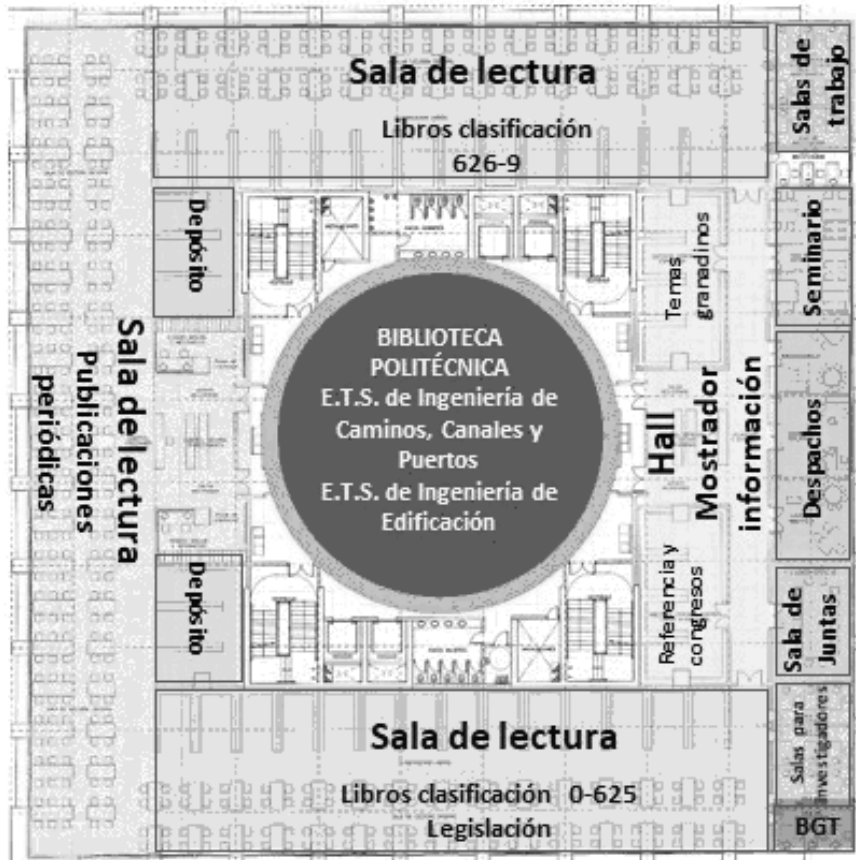 Sala de lectura
Libros clasificación
626-9
Salas de
trabajo
Depósito
Temas
granadinos
Seminario
Sala de lectura
Publicaciones
periódicas
BIBLIOTECA
POLITÉCNICA
E.T.S. de Ingeniería de
Caminos, Canales y
Puertos
E.T.S. de Ingeniería de
Edificación
Hall
Mostrador
información
Despachos
Depósito
Referencia y
congresos
Sala de
Juntas
Sala de lectura
Libros clasificación 0-625
Legislación
Salas para
investigadores
BGT